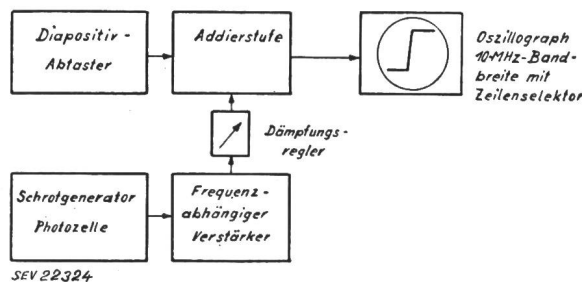 Diapositiv-
Abtaster
Addierstufe
Oszillograph
10-MHz-Band-
breite mit
Zeilenselektor
Dämpfungs-
regler
Schrotgenerator
Photozelle
Frequenz-
abhängiger
Verstärker
SEV 22324